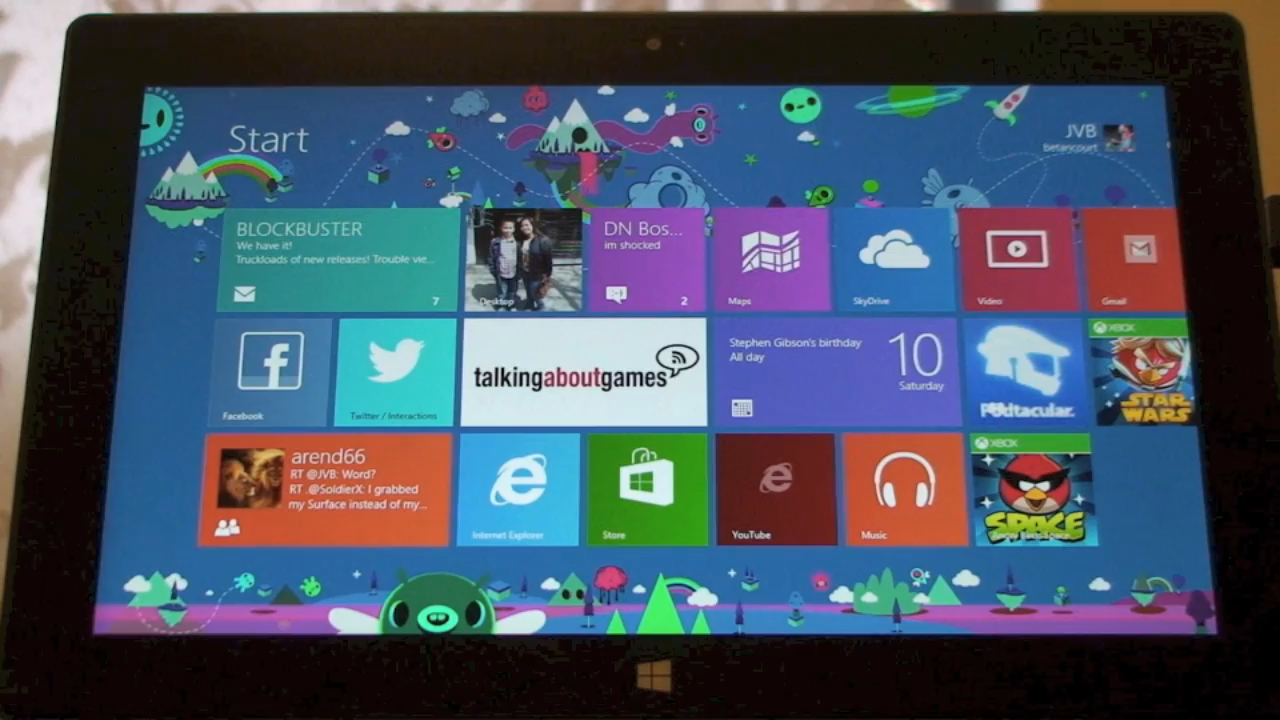 Start
JVB
betancourt
BLOCKBUSTER
We have it!
Truckloads of new releases! Trouble vie...
7
Desktop
DN Bos...
im shocked
2
Maps
SkyDrive
Video
Gmail
Facebook
Twitter / Interactions
talkingaboutgames
Stephen Gibson's birthday
All day
10
Saturday
Podtacular.
XBOX
STAR
WARS
arend66
RT @JVB: Word?
RT .@SoldierX: I grabbed
my Surface instead of my...
Internet Explorer
Store
YouTube
Music
XBOX
SPACE